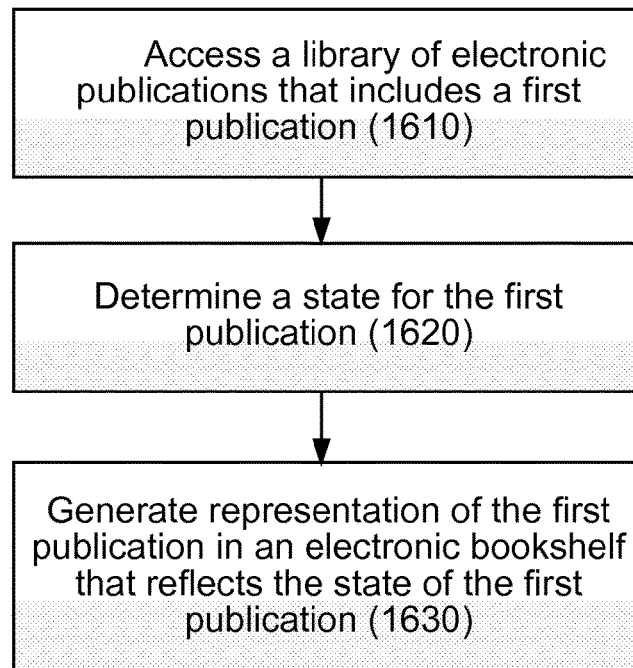 Access a library of electronic
publications that includes a first
publication (1610)
Determine a state for the first
publication (1620)
Generate representation of the first
publication in an electronic bookshelf
that reflects the state of the first
publication (1630)